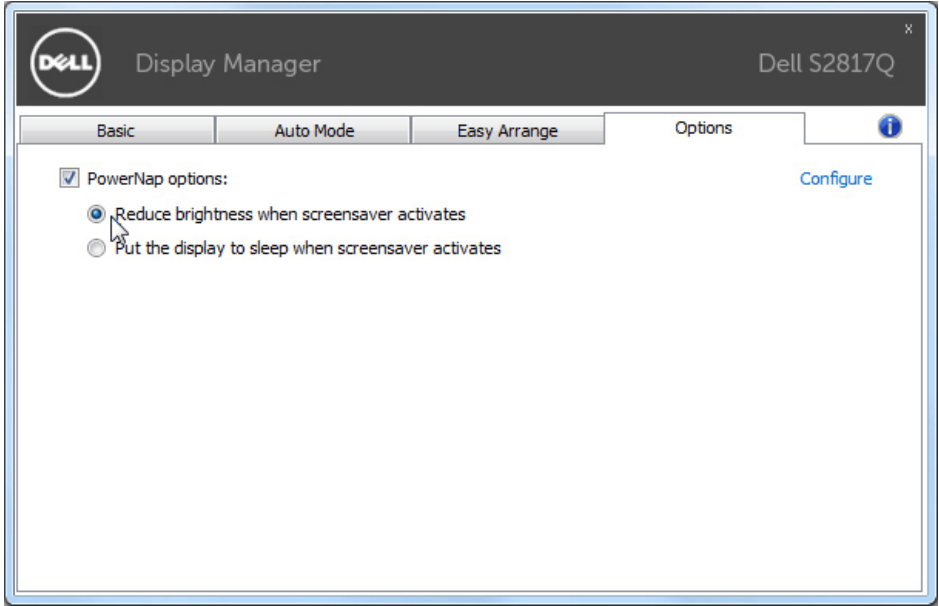 x
DELL Display Manager Dell S2817Q
Basic Auto Mode Easy Arrange Options i
PowerNap options: Configure
Reduce brightness when screensaver activates
Put the display to sleep when screensaver activates